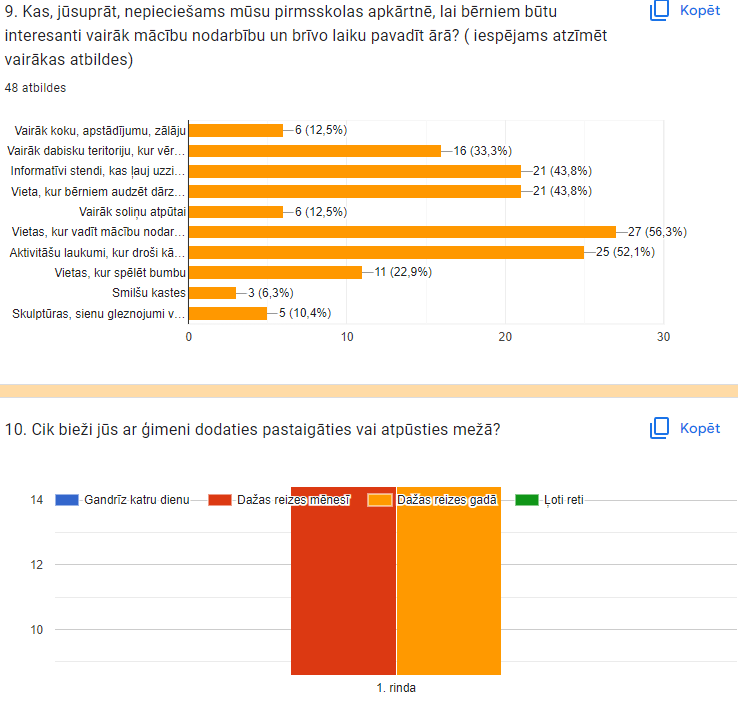 9. Kas, jūsuprāt, nepieciešams mūsu pirmsskolas apkārtnē, lai bērniem būtu
Kopēt
interesanti vairāk mācību nodarbību un brīvo laiku pavadīt ārā? ( iespējams atzīmēt
vairākas atbildes)
48 atbildes
Vairāk koku, apstādījumu, zālāju 6 (12,5%)
Vairāk dabisku teritoriju, kur vēr... 16 (33,3%)
Informatīvi stendi, kas ļauj uzzi... 21 (43,8%)
Vieta, kur bērniem audzēt dārz... 21 (43,8%)
Vairāk soliņu atpūtai 6 (12,5%)
Vietas, kur vadīt mācību nodar... 27 (56,3%)
Aktivitāšu laukumi, kur droši kā... 25 (52,1%)
Vietas, kur spēlēt bumbu 11 (22,9%)
Smilšu kastes 3 (6,3%)
Skulptūras, sienu gleznojumi v... 5 (10,4%)
0 10 20 30
10. Cik bieži jūs ar ģimeni dodaties pastaigāties vai atpūsties mežā?
Kopēt
14 Gandrīz katru dienu Dažas reizes mēnesī Dažas reizes gadā Ļoti reti
12
10
1. rinda